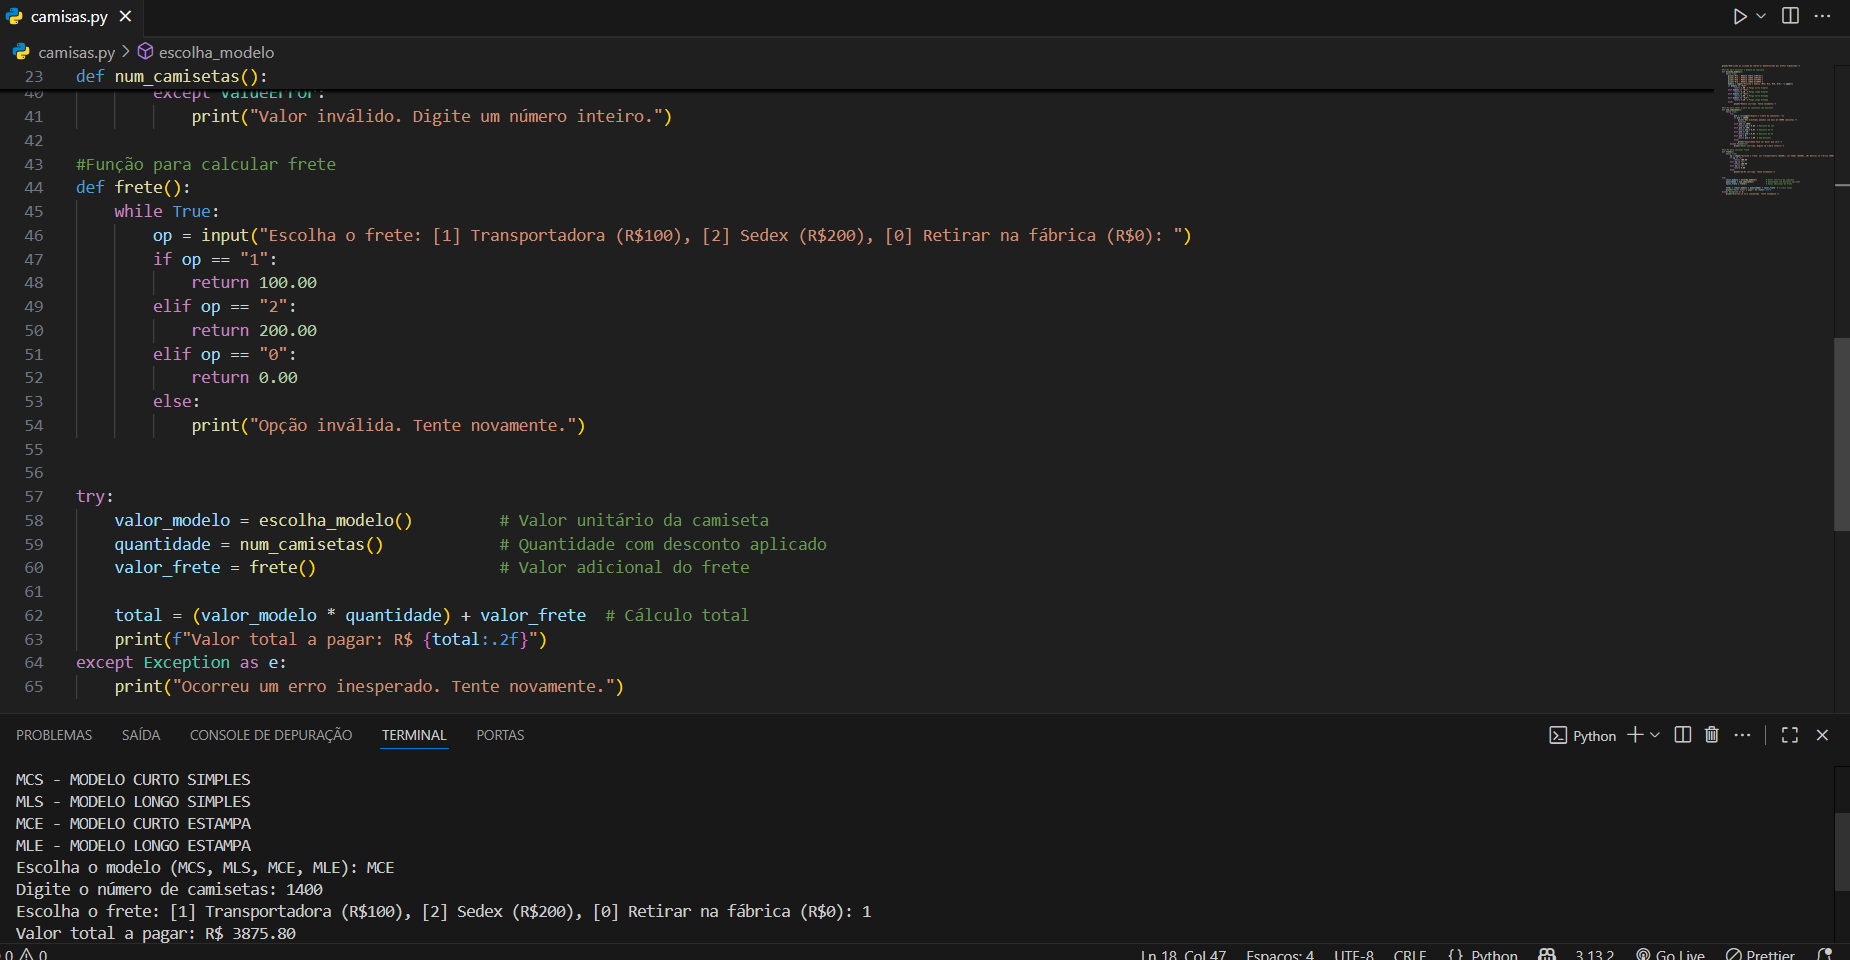 camisas.py
camisas.py > escolha_modelo
23 def num_camisetas():
40 except ValueError:
41 print("Valor inválido. Digite um número inteiro.")
42
43 #Função para calcular frete
44 def frete():
45 while True:
46 op = input("Escolha o frete: [1] Transportadora (R$100), [2] Sedex (R$200), [0] Retirar na fábrica (R$0): ")
47 if op == "1":
48 return 100.00
49 elif op == "2":
50 return 200.00
51 elif op == "0":
52 return 0.00
53 else:
54 print("Opção inválida. Tente novamente.")
55
56
57 try:
58 valor_modelo = escolha_modelo() # Valor unitário da camiseta
59 quantidade = num_camisetas() # Quantidade com desconto aplicado
60 valor_frete = frete() # Valor adicional do frete
61
62 total = (valor_modelo * quantidade) + valor_frete # Cálculo total
63 print(f"Valor total a pagar: R$ {total:.2f}")
64 except Exception as e:
65 print("Ocorreu um erro inesperado. Tente novamente.")
PROBLEMAS SAÍDA CONSOLE DE DEPURAÇÃO TERMINAL PORTAS Python
MCS - MODELO CURTO SIMPLES
MLS - MODELO LONGO SIMPLES
MCE - MODELO CURTO ESTAMPA
MLE - MODELO LONGO ESTAMPA
Escolha o modelo (MCS, MLS, MCE, MLE): MCE
Digite o número de camisetas: 1400
Escolha o frete: [1] Transportadora (R$100), [2] Sedex (R$200), [0] Retirar na fábrica (R$0): 1
Valor total a pagar: R$ 3875.80
0 0 Ln 18, Col 47 Espaços: 4 UTF-8 CRLF {} Python 3.13.2 Go Live Prettier